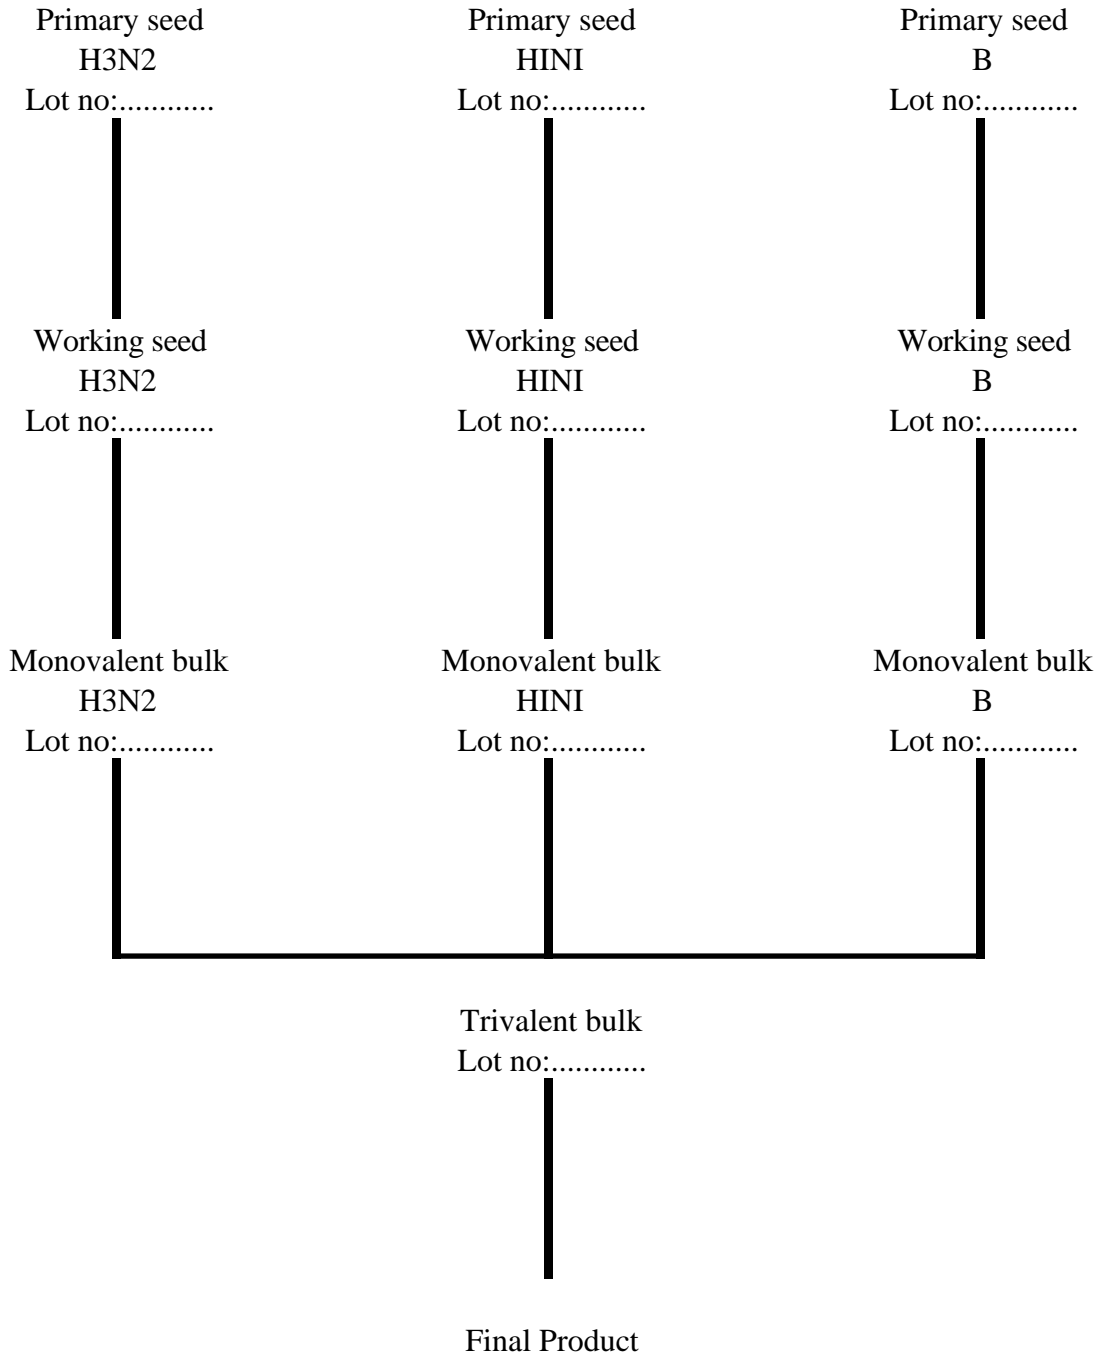 Primary seed Primary seed Primary seed
H3N2 HINI B
Lot no:............ Lot no:............ Lot no:............
Working seed Working seed Working seed
H3N2 HINI B
Lot no:............ Lot no:............ Lot no:............
Monovalent bulk Monovalent bulk Monovalent bulk
H3N2 HINI B
Lot no:............ Lot no:............ Lot no:............
Trivalent bulk
Lot no:............
Final Product